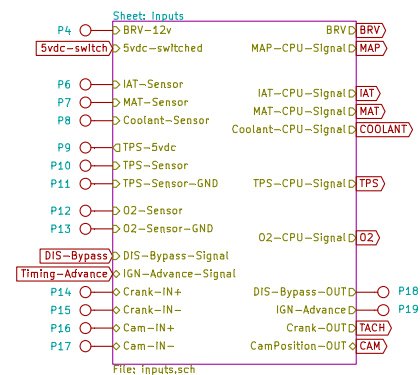 Sheet: Inputs
P4 BRV-12v BRV BRV
5vdc-switch 5vdc-switched MAP-CPU-Signal MAP
P6 IAT-Sensor IAT-CPU-Signal IAT
P7 MAT-Sensor MAT-CPU-Signal MAT
P8 Coolant-Sensor Coolant-CPU-Signal COOLANT
P9 TPS-5vdc
P10 TPS-Sensor
P11 TPS-Sensor-GND TPS-CPU-Signal TPS
P12 O2-Sensor
P13 O2-Sensor-GND O2-CPU-Signal O2
DIS-Bypass DIS-Bypass-Signal
Timing-Advance IGN-Advance-Signal
P14 Crank-IN+ DIS-Bypass-OUT P18
P15 Crank-IN- IGN-Advance P19
P16 Cam-IN+ Crank-OUT TACH
P17 Cam-IN- CamPosition-OUT CAM
File: inputs.sch